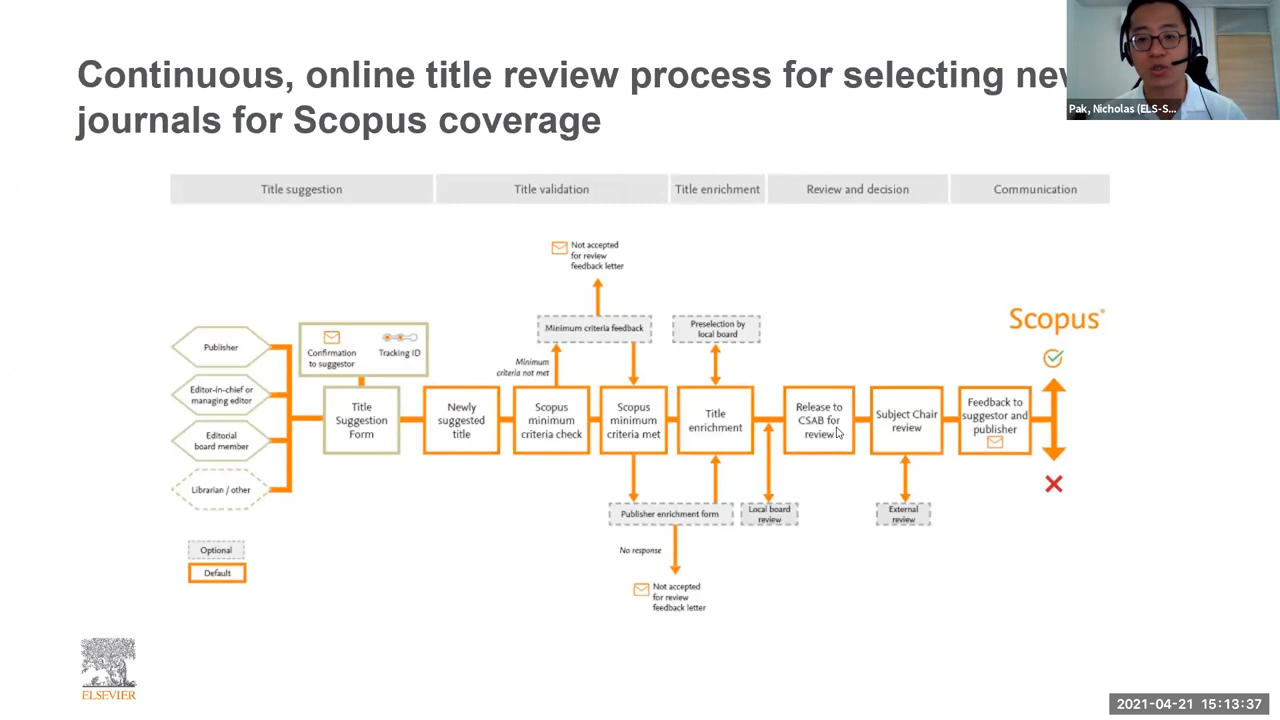 Continuous, online title review process for selecting new
journals for Scopus coverage
Pak, Nicholas (ELS-S...
Title suggestion
Title validation
Title enrichment
Review and decision
Communication
Not accepted
for review
feedback letter
Minimum criteria feedback
Preselection by
local board
Minimum
criteria not met
Publisher
Editor-in-chief or
managing editor
Editorial
board member
Librarian / other
Confirmation
to suggestor
Tracking ID
Title
Suggestion
Form
Newly
suggested
title
Scopus
minimum
criteria check
Scopus
minimum
criteria met
Title
enrichment
Release to
CSAB for
review
Subject Chair
review
Feedback to
suggestor and
publisher
Scopus®
Publisher enrichment form
Local board
review
External
review
No response
Not accepted
for review
feedback letter
Optional
Default
ELSEVIER
2021-04-21 15:13:37